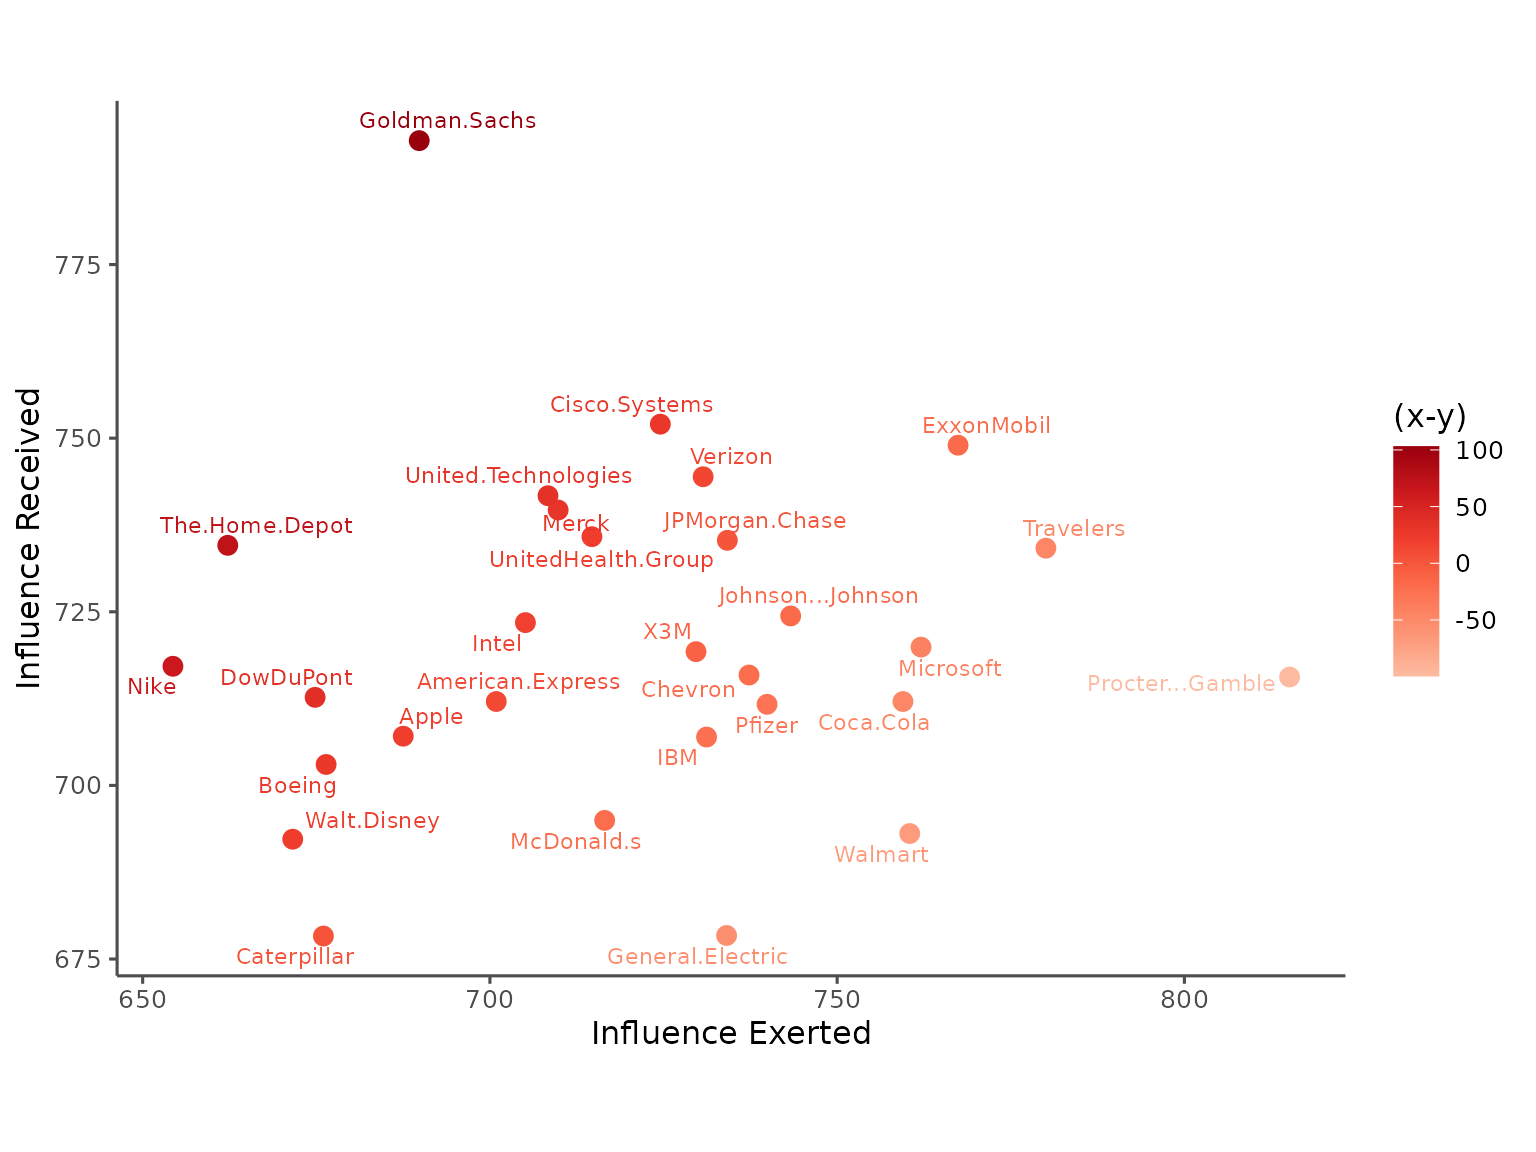 Goldman.Sachs
775
Cisco.Systems
ExxonMobil
(x-y)
750
100
Verizon
United.Technologies
50
The.Home.Depot
Merck
JPMorgan.Chase
Travelers
UnitedHealth.Group
0
Influence Received
Johnson...Johnson
725
-50
X3M
Intel
Microsoft
Nike
DowDuPont
American.Express
Chevron
Procter...Gamble
Apple
Pfizer
Coca.Cola
IBM
700
Boeing
Walt.Disney
McDonald.s
Walmart
Caterpillar
General.Electric
675
650
700
750
800
Influence Exerted